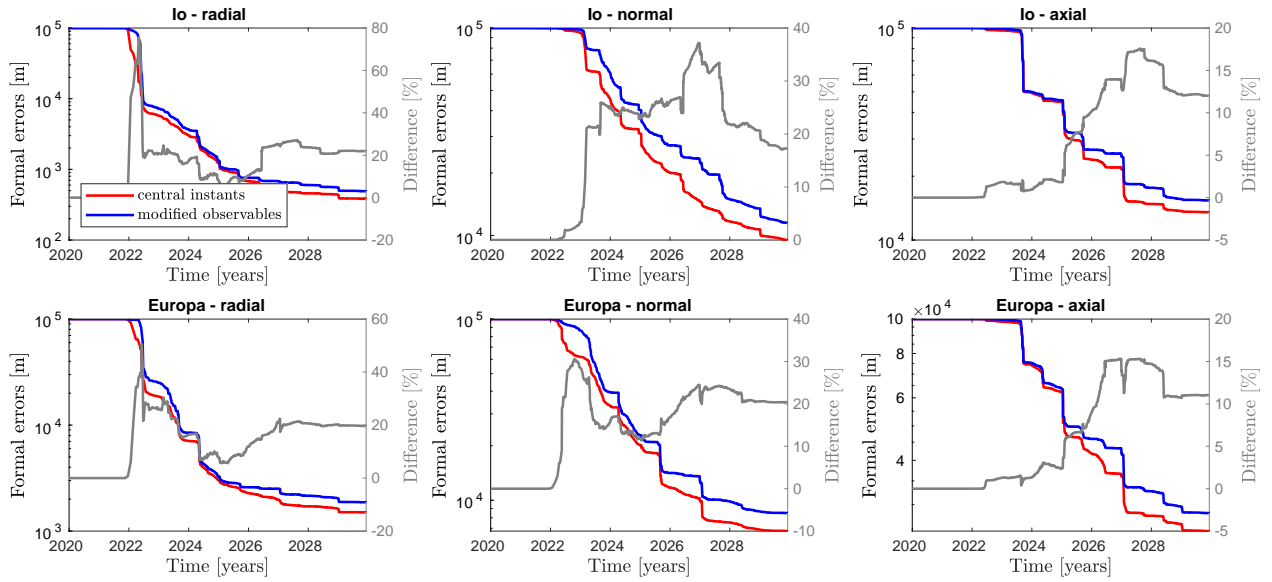 Io - radial
Formal errors [m]
10^5
10^4
10^3
10^2
80
60
40
20
0
-20
Difference [%]
central instants
modified observables
2020 2022 2024 2026 2028
Time [years]
Io - normal
Formal errors [m]
10^5
10^4
40
30
20
10
0
Difference [%]
2020 2022 2024 2026 2028
Time [years]
Io - axial
Formal errors [m]
10^5
10^4
20
15
10
5
0
-5
Difference [%]
2020 2022 2024 2026 2028
Time [years]
Europa - radial
Formal errors [m]
10^5
10^4
10^3
60
40
20
0
-20
Difference [%]
2020 2022 2024 2026 2028
Time [years]
Europa - normal
Formal errors [m]
10^5
10^4
40
30
20
10
0
-10
Difference [%]
2020 2022 2024 2026 2028
Time [years]
Europa - axial
×10^4
Formal errors [m]
10
8
6
4
20
15
10
5
0
-5
Difference [%]
2020 2022 2024 2026 2028
Time [years]